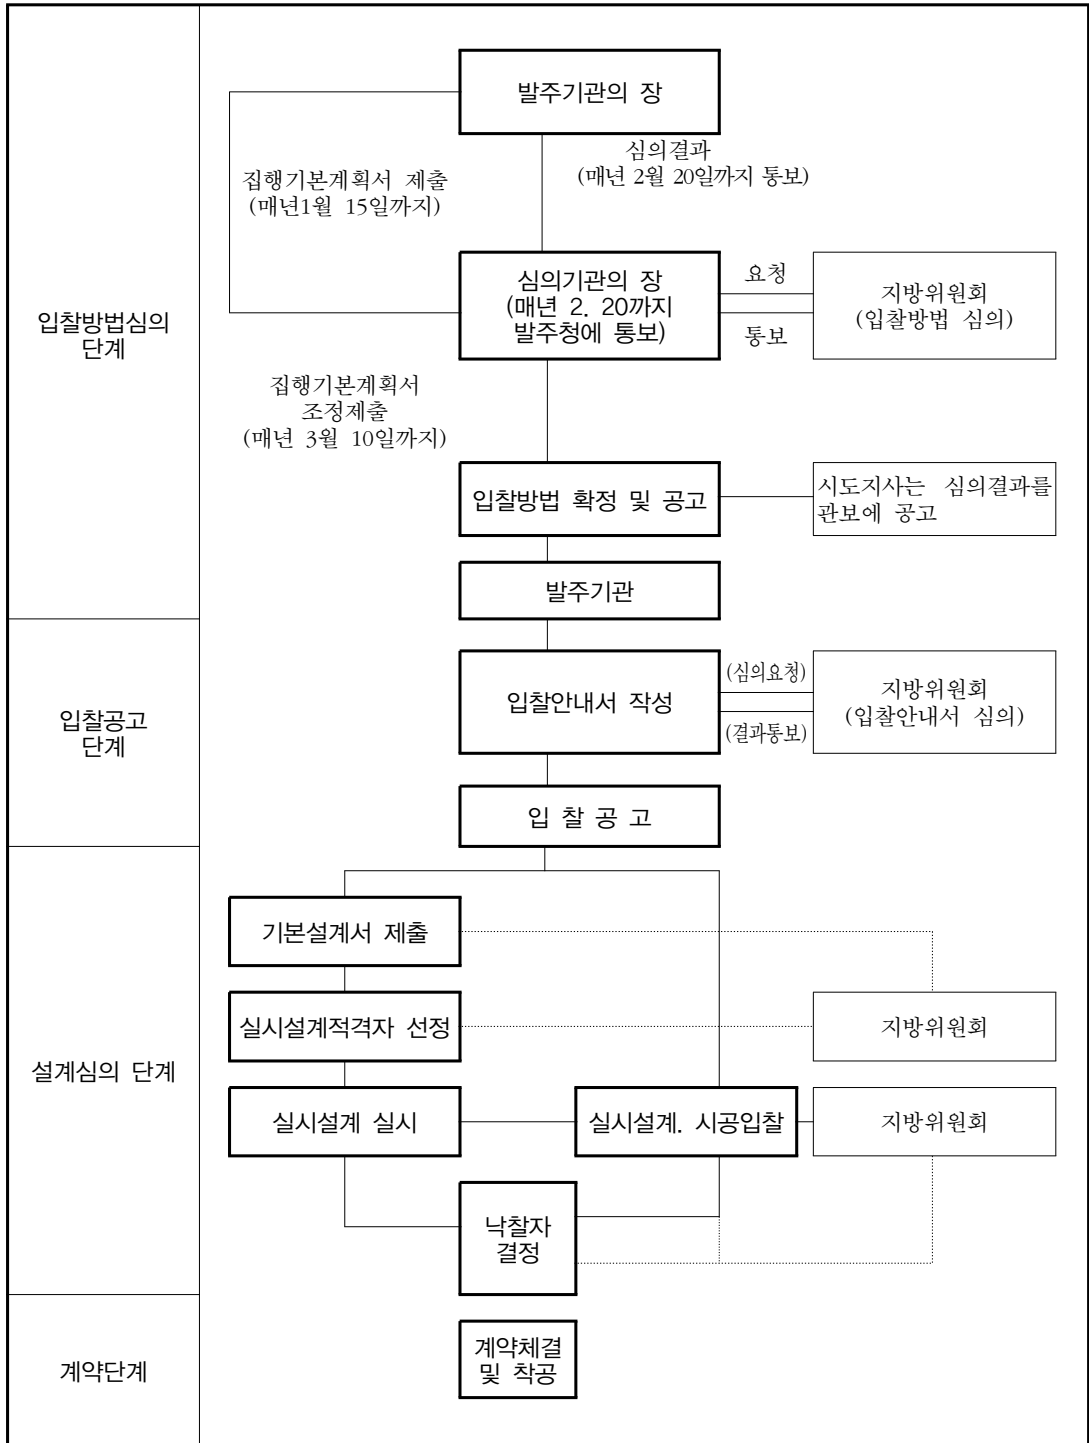 발주기관의 장
심의결과
(매년 2월 20일까지 통보)
집행기본계획서 제출
(매년1월 15일까지)
입찰방법심의
단계
심의기관의 장
(매년 2. 20까지
발주청에 통보)
요청
통보
지방위원회
(입찰방법 심의)
집행기본계획서
조정제출
(매년 3월 10일까지)
입찰방법 확정 및 공고
시도지사는 심의결과를
관보에 공고
발주기관
입찰공고
단계
입찰안내서 작성
(심의요청)
(결과통보)
지방위원회
(입찰안내서 심의)
입 찰 공 고
설계심의 단계
기본설계서 제출
실시설계적격자 선정
지방위원회
실시설계 실시
실시설계. 시공입찰
지방위원회
낙찰자
결정
계약단계
계약체결
및 착공